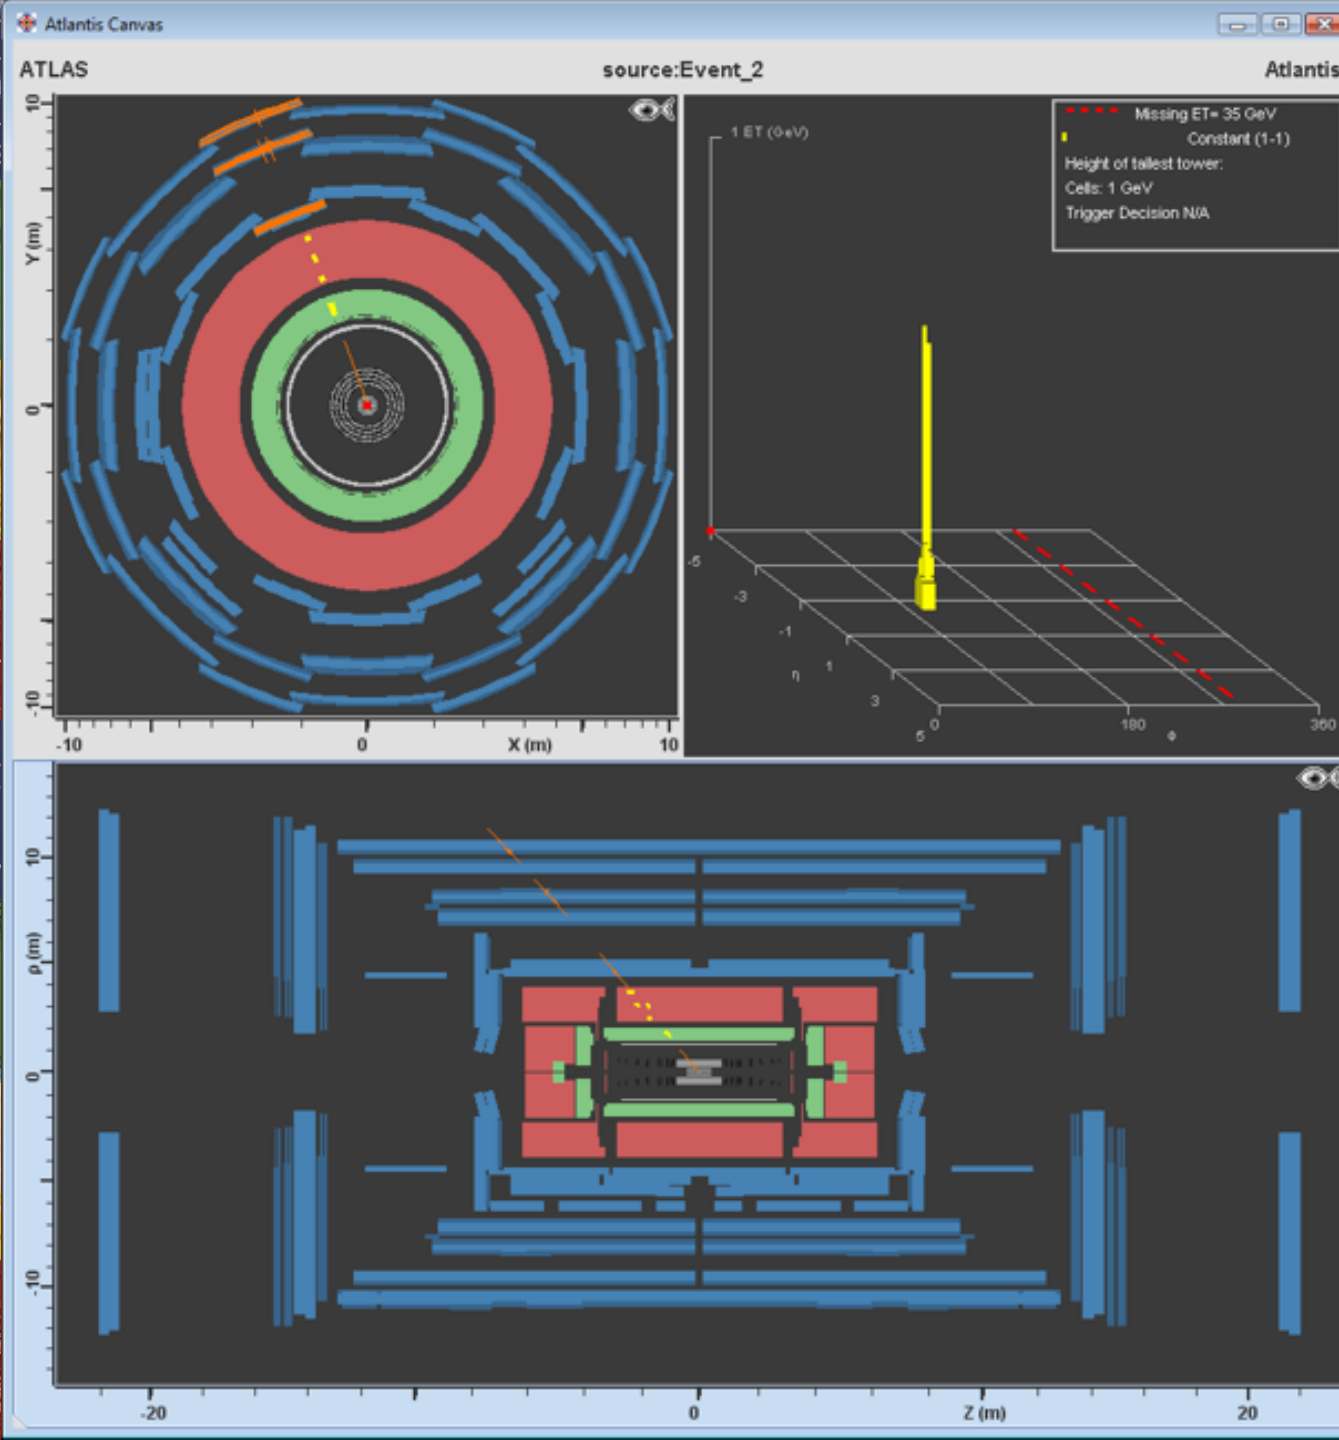 Atlantis Canvas
ATLAS
source:Event_2
Atlantis
10
Y (m)
0
-10
-10
0
X (m)
10
1 ET (GeV)
Missing ET= 35 GeV
Constant (1-1)
Height of tallest tower:
Cells: 1 GeV
Trigger Decision N/A
-5
-3
-1
η
1
3
5
0
180
Φ
360
10
ρ (m)
0
-10
-20
0
Z (m)
20